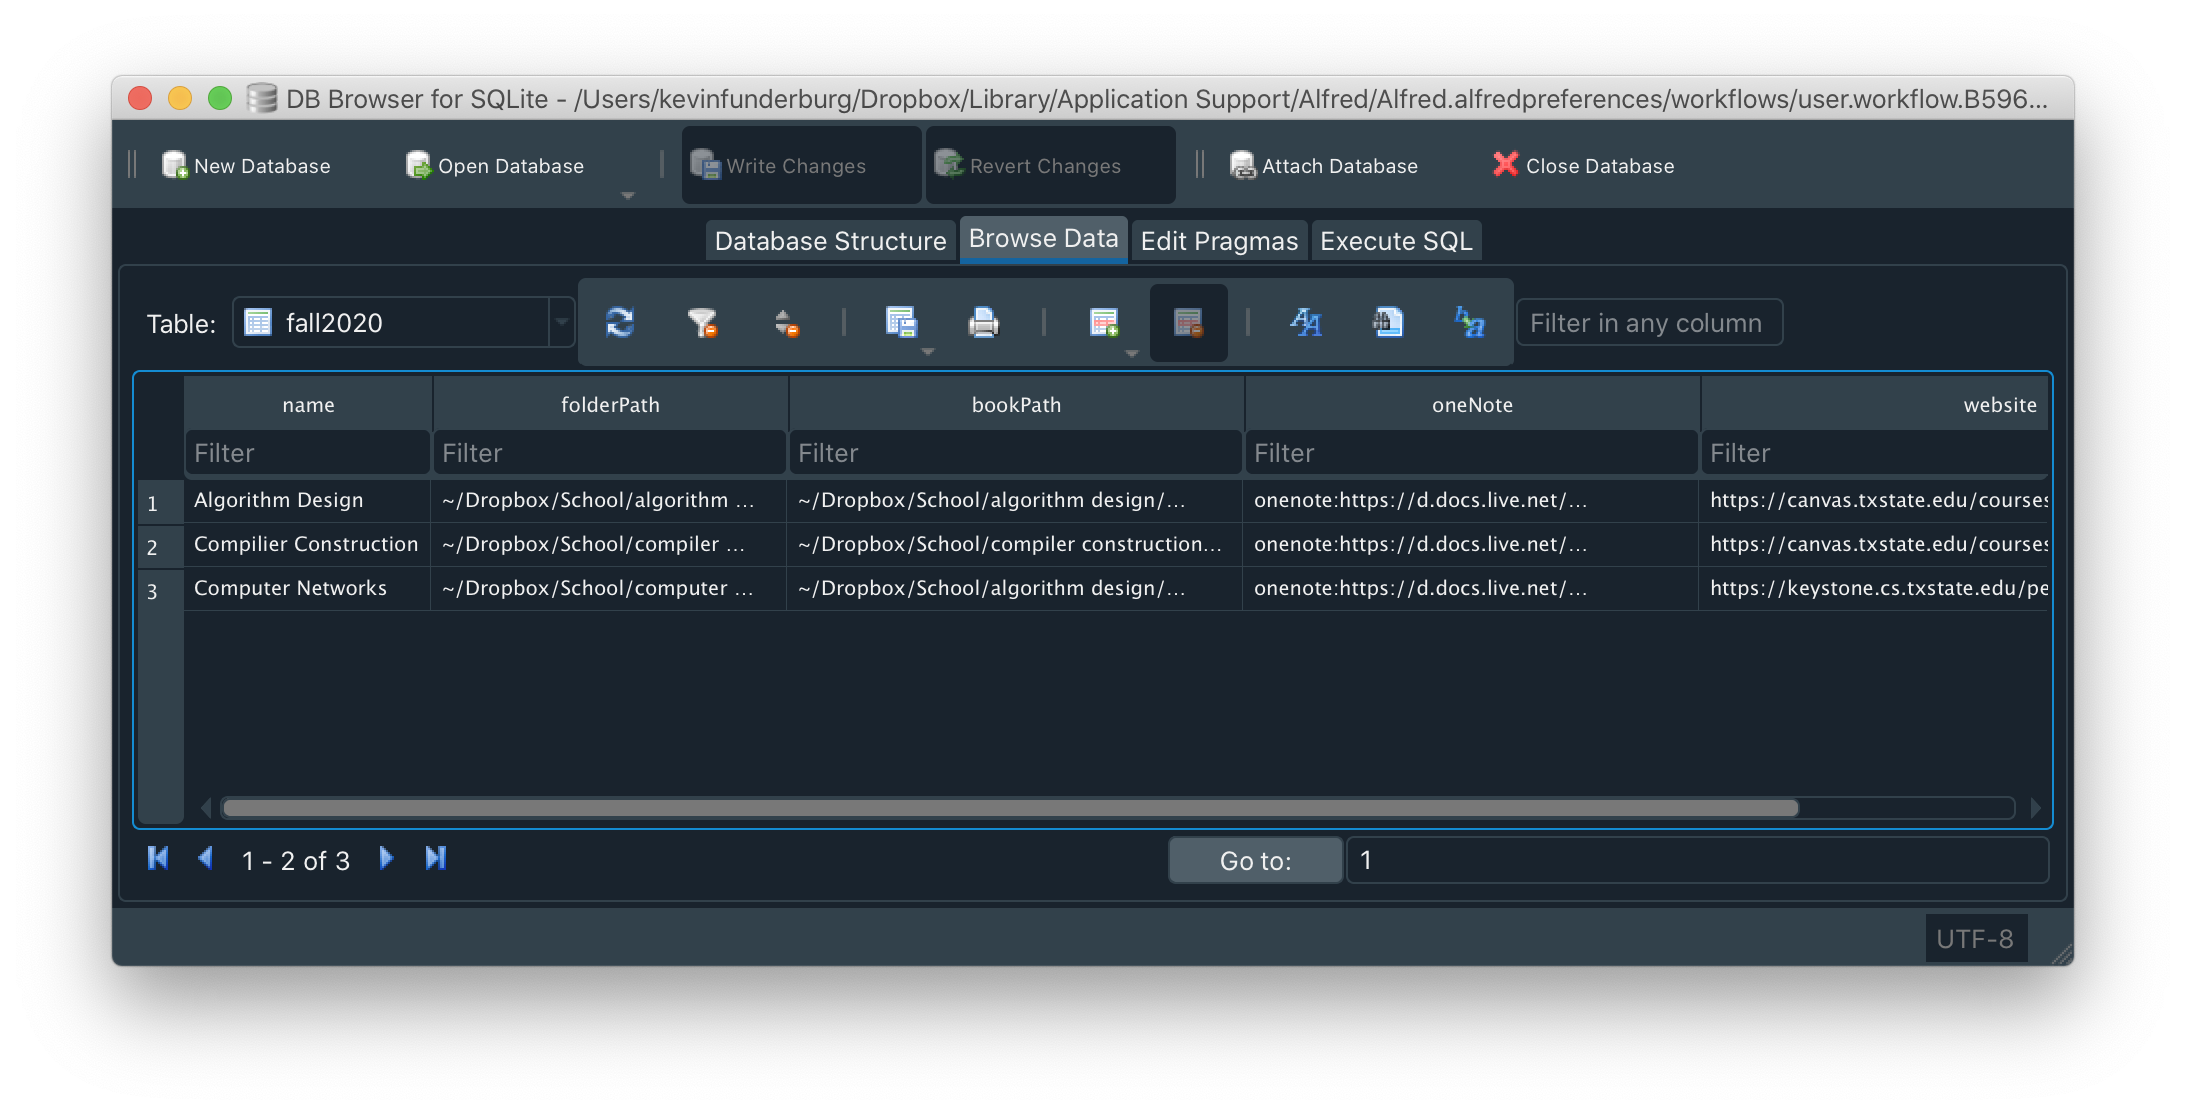 DB Browser for SQLite - /Users/kevinfunderburg/Dropbox/Library/Application Support/Alfred/Alfred.alfredpreferences/workflows/user.workflow.B596...
New Database Open Database Write Changes Revert Changes Attach Database Close Database
Database Structure Browse Data Edit Pragmas Execute SQL
Table: fall2020 Filter in any column
name folderPath bookPath oneNote website
Filter Filter Filter Filter Filter
1 Algorithm Design ~/Dropbox/School/algorithm ... ~/Dropbox/School/algorithm design/... onenote:https://d.docs.live.net/... https://canvas.txstate.edu/courses
2 Compilier Construction ~/Dropbox/School/compiler ... ~/Dropbox/School/compiler construction... onenote:https://d.docs.live.net/... https://canvas.txstate.edu/courses
3 Computer Networks ~/Dropbox/School/computer ... ~/Dropbox/School/algorithm design/... onenote:https://d.docs.live.net/... https://keystone.cs.txstate.edu/pe
1 - 2 of 3 Go to: 1
UTF-8